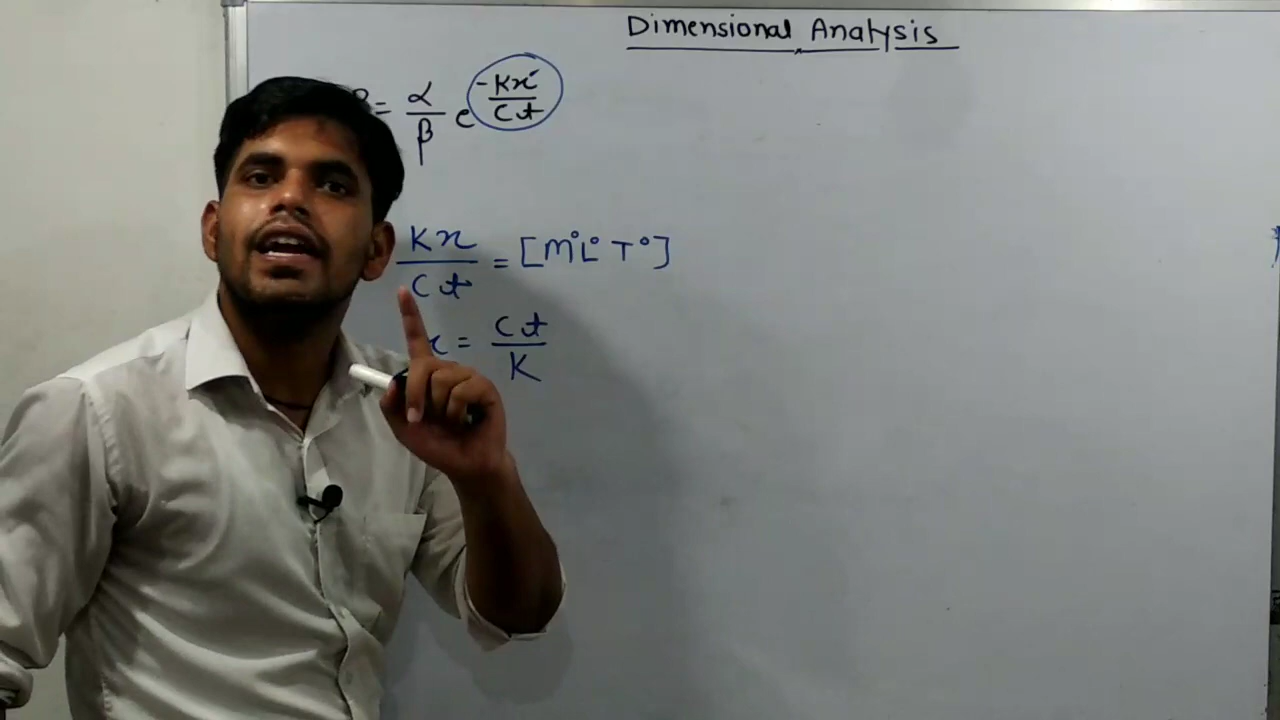 Dimensional Analysis
= α/β e^(-Kx/Ct)
Kx/Ct = [M°L°T°]
x = Ct/K